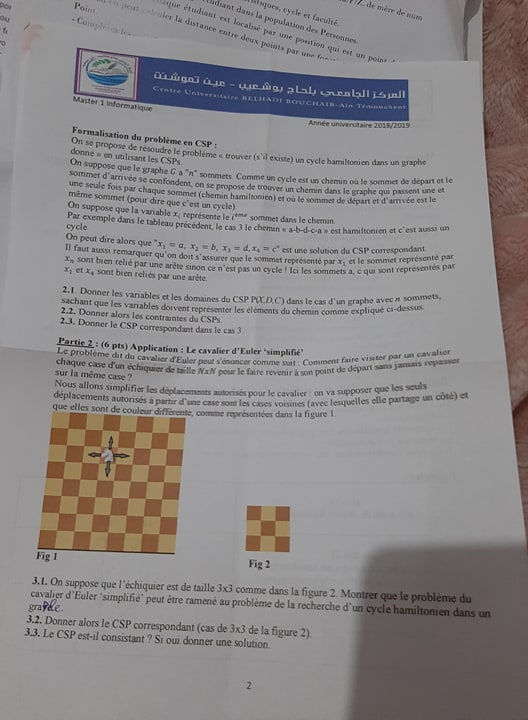 Z, de mère de num
tistiques, cycle et faculté.
tudiant dans la population des Personnes.
aque étudiant est localisé par une position qui est un point
Point
culer la distance entre deux points par une
المركز الجامعي بلحاج بوشعيب - عين تموشنت
Centre Universitaire BELHADJ BOUCHAIB-Ain Temouchent
Master 1 Informatique
Année universitaire 2018/2019
Formalisation du problème en CSP :
On se propose de résoudre le problème « trouver (s'il existe) un cycle hamiltonien dans un graphe
donné » en utilisant les CSPs.
On suppose que le graphe G a "n" sommets. Comme un cycle est un chemin où le sommet de départ et le
sommet d'arrivée se confondent, on se propose de trouver un chemin dans le graphe qui passent une et
une seule fois par chaque sommet (chemin hamiltonien) et où le sommet de départ et d'arrivée est le
même sommet (pour dire que c'est un cycle).
On suppose que la variable xᵢ représente le iᵉᵐᵉ sommet dans le chemin.
Par exemple dans le tableau précédent, le cas 3 le chemin « a-b-d-c-a » est hamiltonien et c'est aussi un
cycle.
On peut dire alors que "x₁ = a, x₂ = b, x₃ = d, x₄ = c" est une solution du CSP correspondant.
Il faut aussi remarquer qu'on doit s'assurer que le sommet représenté par x₁ et le sommet représenté par
xₙ sont bien relié par une arête sinon ce n'est pas un cycle ! Ici les sommets a, c qui sont représentés par
x₁ et x₄ sont bien reliés par une arête.
2.1. Donner les variables et les domaines du CSP P(X,D,C) dans le cas d'un graphe avec n sommets,
sachant que les variables doivent représenter les éléments du chemin comme expliqué ci-dessus.
2.2. Donner alors les contraintes du CSPs.
2.3. Donner le CSP correspondant dans le cas 3.
Partie 2 : (6 pts) Application : Le cavalier d'Euler 'simplifié'
Le problème dit du cavalier d'Euler peut s'énoncer comme suit : Comment faire visiter par un cavalier
chaque case d'un échiquier de taille NxN pour le faire revenir à son point de départ sans jamais repasser
sur la même case ?
Nous allons simplifier les déplacements autorisés pour le cavalier : on va supposer que les seuls
déplacements autorisés à partir d'une case sont les cases voisines (avec lesquelles elle partage un côté) et
que elles sont de couleur différente, comme représentées dans la figure 1.
Fig 1
Fig 2
3.1. On suppose que l'échiquier est de taille 3x3 comme dans la figure 2. Montrer que le problème du
cavalier d'Euler 'simplifié' peut être ramené au problème de la recherche d'un cycle hamiltonien dans un
graphe.
3.2. Donner alors le CSP correspondant (cas de 3x3 de la figure 2).
3.3. Le CSP est-il consistant ? Si oui donner une solution.
2